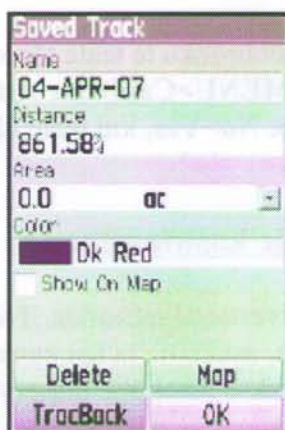 Saved Track
Name
04-APR-07
Distance
861.58
Area
0.0 ac
Color
Dk Red
Show On Map
Delete Map
TracBack OK